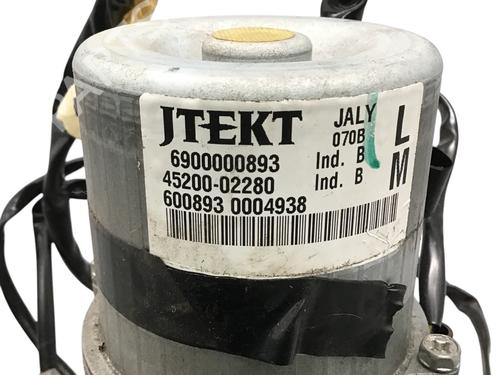 JTEKT JALY L
070B
6900000893 Ind. B
45200-02280 Ind. B M
600893 0004938